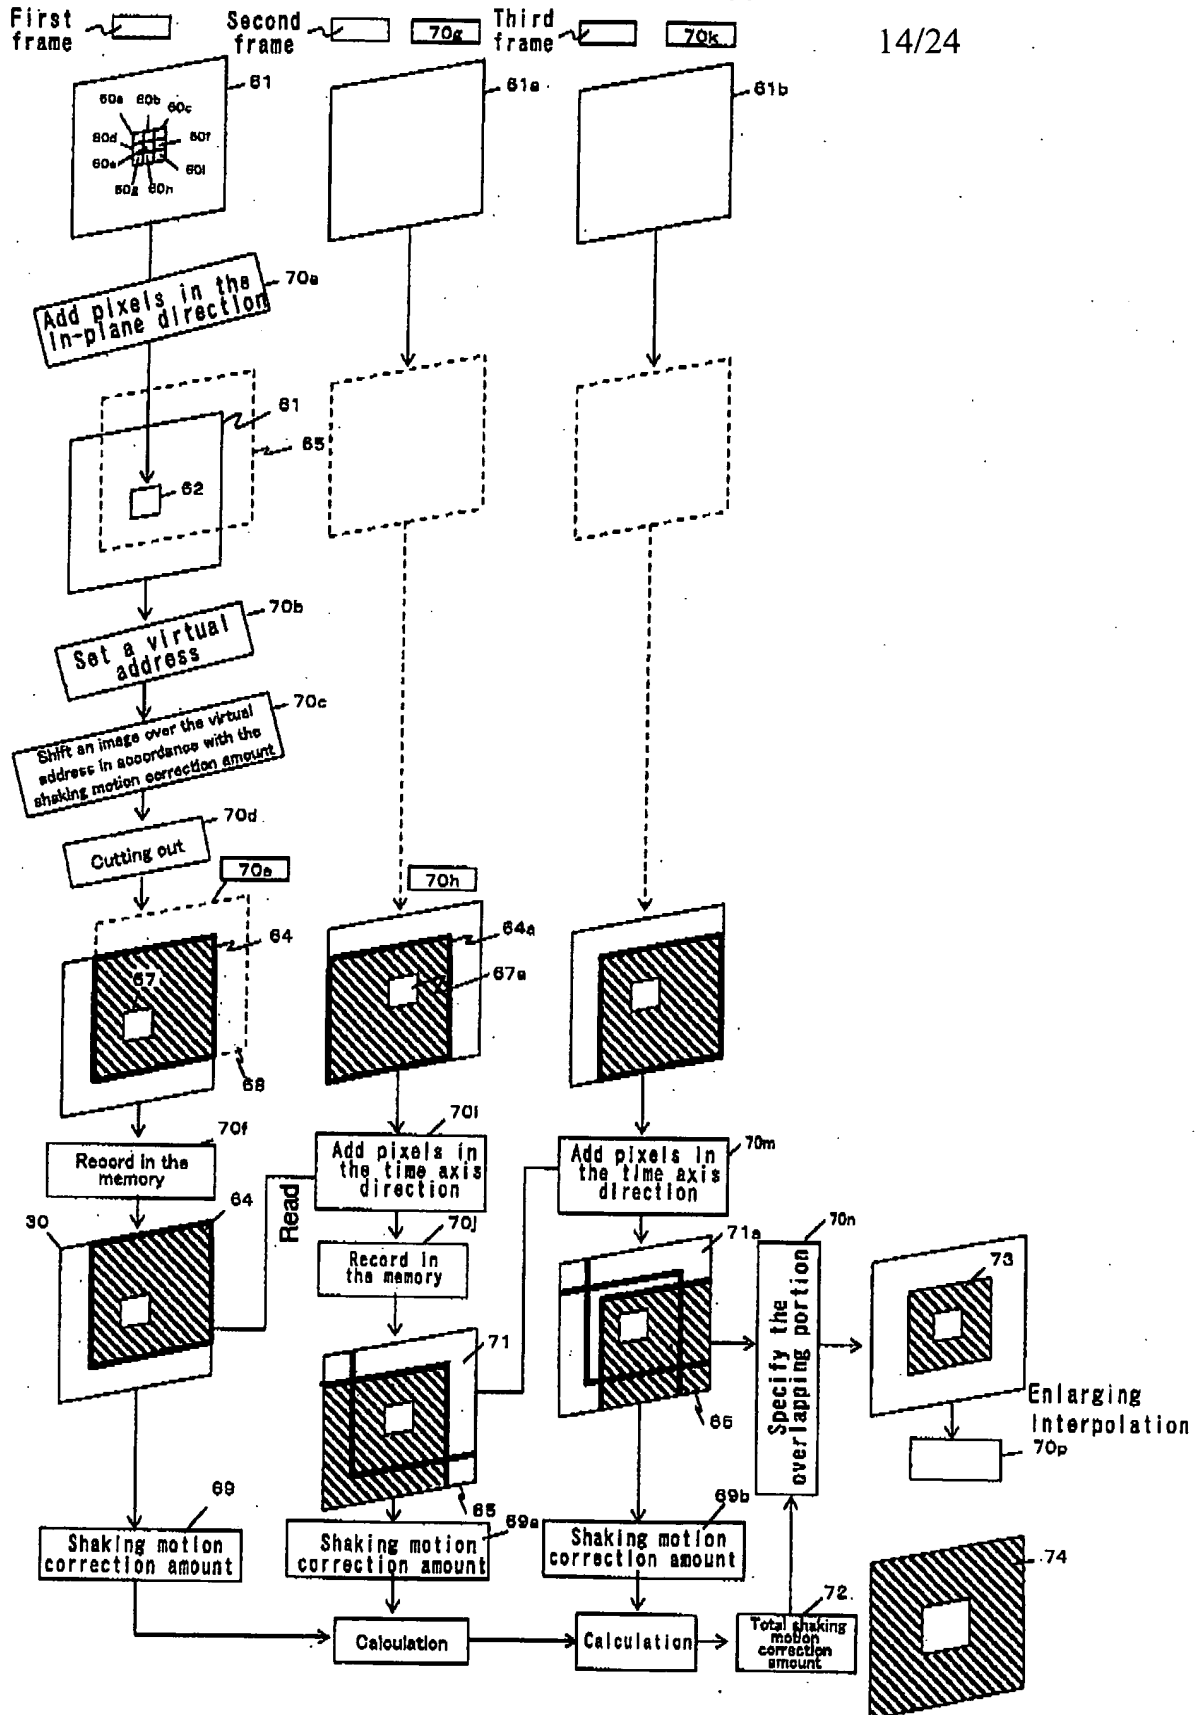 First frame
Second frame
70g
Third frame
70k
14/24
61
61a
61b
60a 60b 60c
60d 60f
60e
60g 60h 60i
Add pixels in the in-plane direction
70a
61
65
62
70b
Set a virtual address
70c
Shift an image over the virtual address in accordance with the shaking motion correction amount
70d
Cutting out
70e
70h
64
64a
67
67a
68
70f
Record in the memory
70i
Add pixels in the time axis direction
70m
Add pixels in the time axis direction
Read
64
30
70j
Record in the memory
71a
70n
Specify the overlapping portion
73
71
65
65
Enlarging Interpolation
70p
69
Shaking motion correction amount
69a
Shaking motion correction amount
69b
Shaking motion correction amount
74
72
Total shaking motion correction amount
Calculation
Calculation